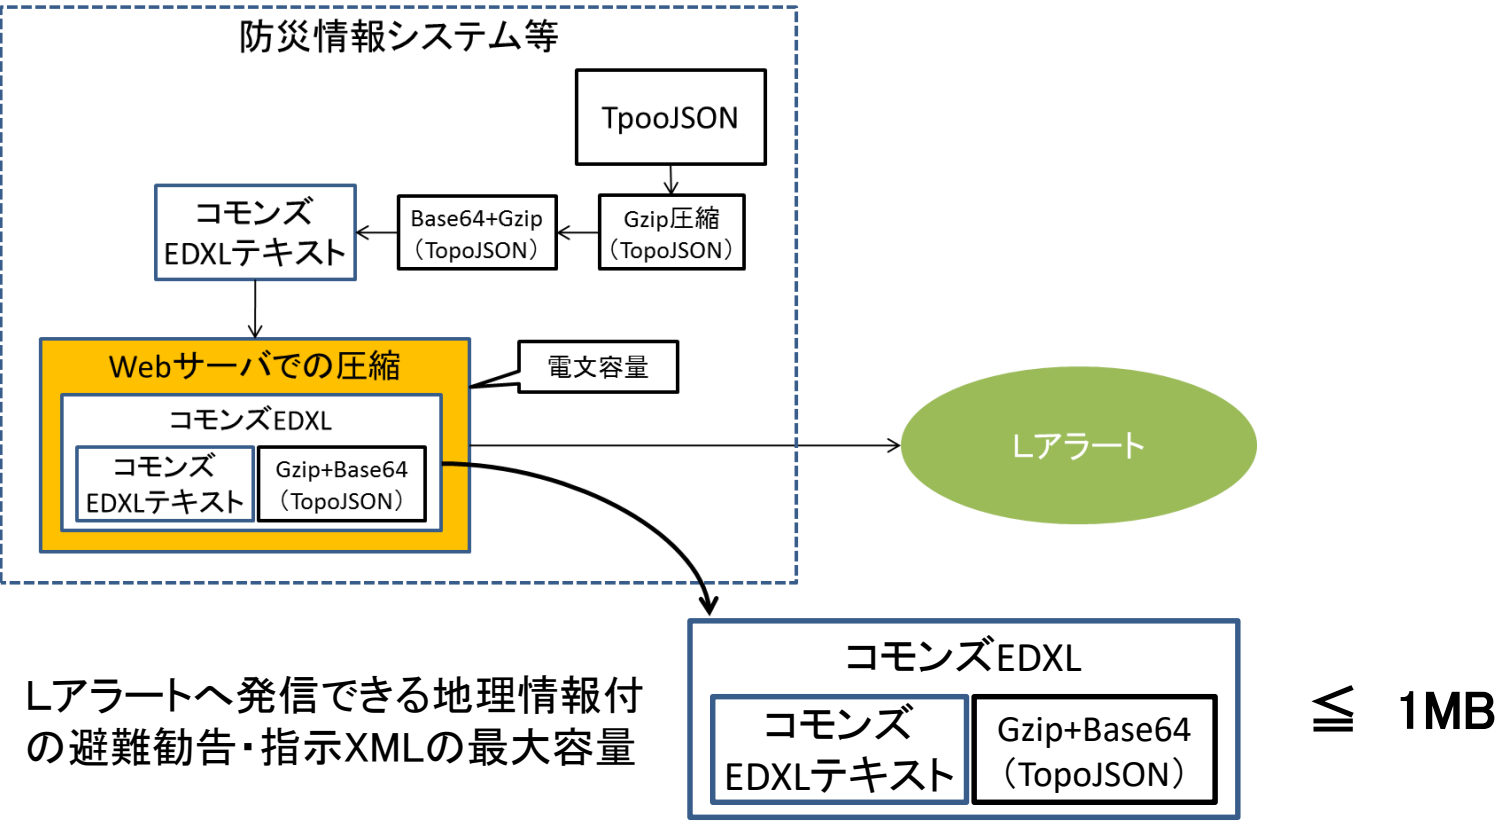 防災情報システム等
TpooJSON
コモンズ
EDXLテキスト
Base64+Gzip
（TopoJSON）
Gzip圧縮
（TopoJSON）
Webサーバでの圧縮
電文容量
コモンズEDXL
コモンズ
EDXLテキスト
Gzip+Base64
（TopoJSON）
Lアラート
Lアラートへ発信できる地理情報付
の避難勧告・指示XMLの最大容量
コモンズEDXL
コモンズ
EDXLテキスト
Gzip+Base64
（TopoJSON）
≦ 1MB